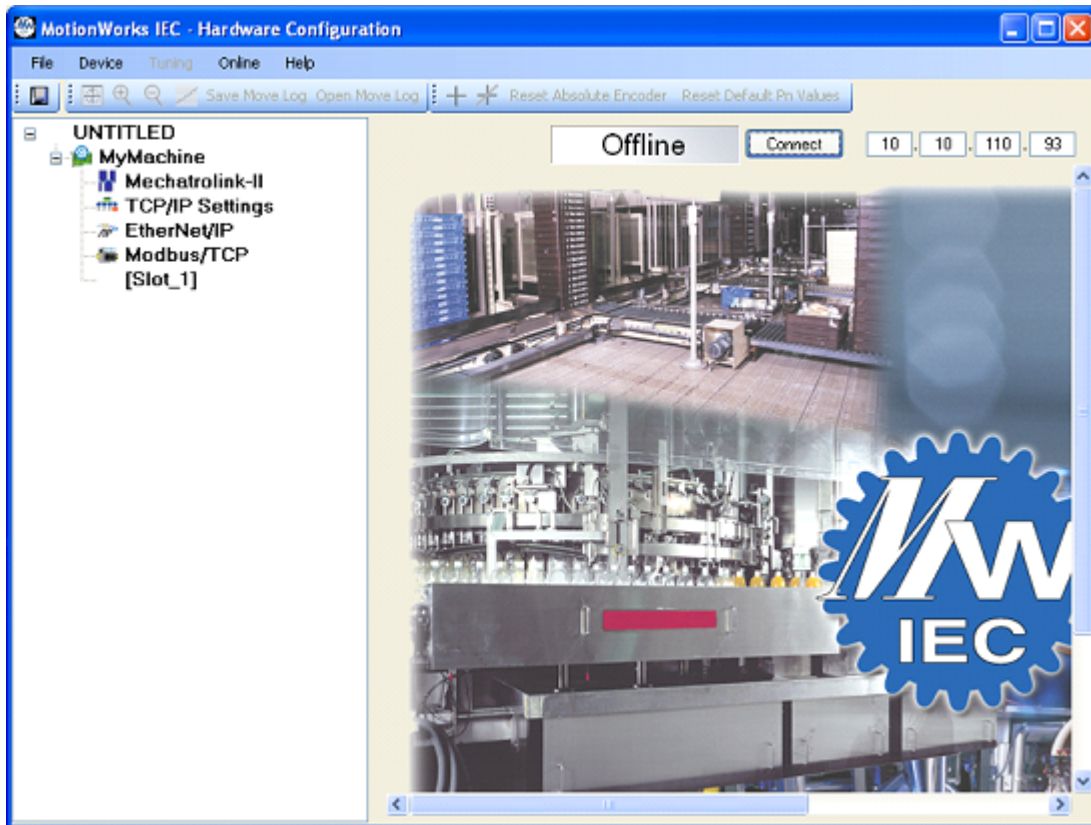 MotionWorks IEC - Hardware Configuration
File Device Tuning Online Help
Save Move Log Open Move Log Reset Absolute Encoder Reset Default Pn Values
UNTITLED
MyMachine
Mechatrolink-II
TCP/IP Settings
EtherNet/IP
Modbus/TCP
[Slot_1]
Offline Connect 10 . 10 . 110 . 93
MW
IEC